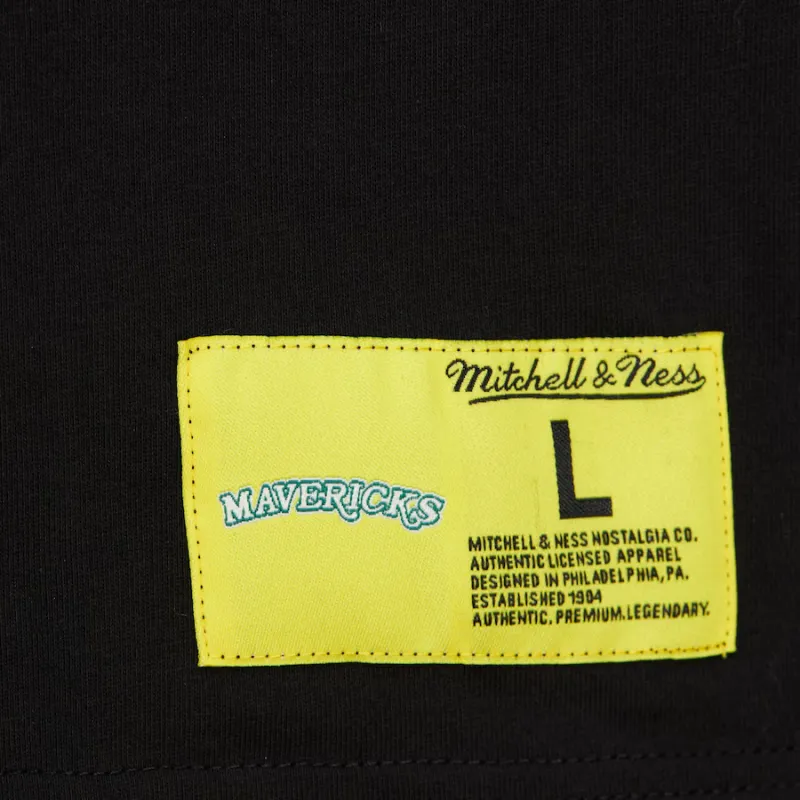 MAVERICKS
Mitchell & Ness
L
MITCHELL & NESS NOSTALGIA CO.
AUTHENTIC LICENSED APPAREL
DESIGNED IN PHILADELPHIA, PA.
ESTABLISHED 1904
AUTHENTIC. PREMIUM. LEGENDARY.